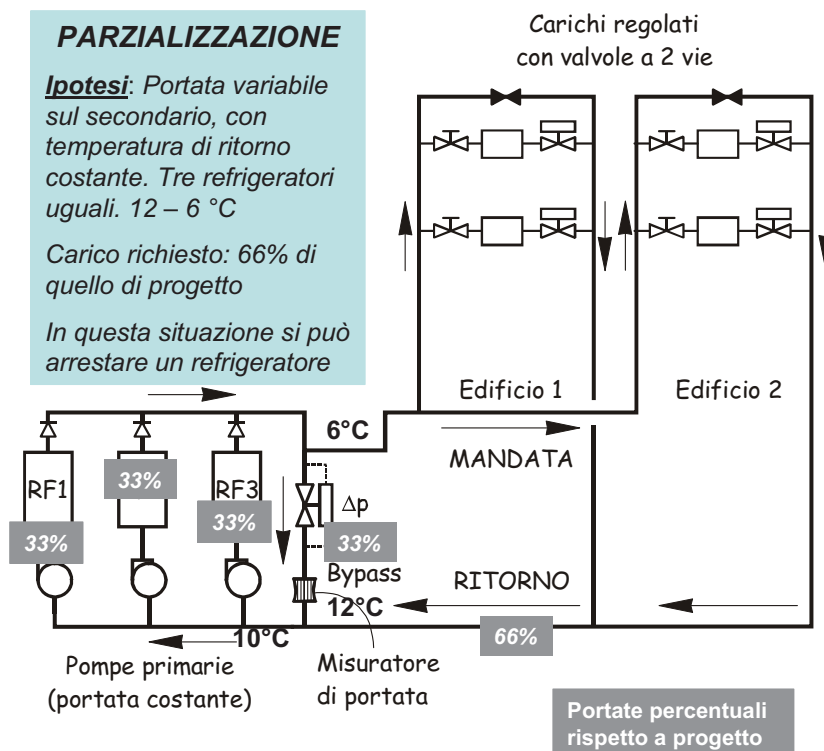 PARZIALIZZAZIONE
Ipotesi: Portata variabile
sul secondario, con
temperatura di ritorno
costante. Tre refrigeratori
uguali. 12 – 6 °C
Carico richiesto: 66% di
quello di progetto
In questa situazione si può
arrestare un refrigeratore
Carichi regolati
con valvole a 2 vie
Edificio 1
Edificio 2
6°C
MANDATA
RF1
33%
33%
RF3
33%
Δp
33%
Bypass
12°C
RITORNO
66%
10°C
Pompe primarie
(portata costante)
Misuratore
di portata
Portate percentuali
rispetto a progetto